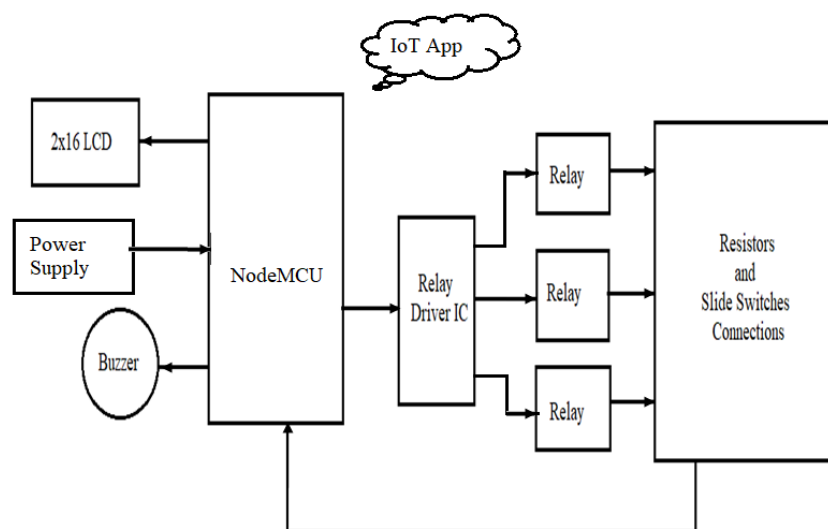 IoT App
2x16 LCD
Power
Supply
Buzzer
NodeMCU
Relay
Driver IC
Relay
Relay
Relay
Resistors
and
Slide Switches
Connections